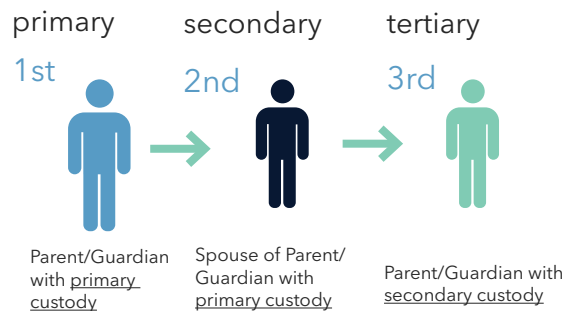 primary
secondary
tertiary
1st
2nd
3rd
Parent/Guardian
with primary
custody
Spouse of Parent/
Guardian with
primary custody
Parent/Guardian with
secondary custody